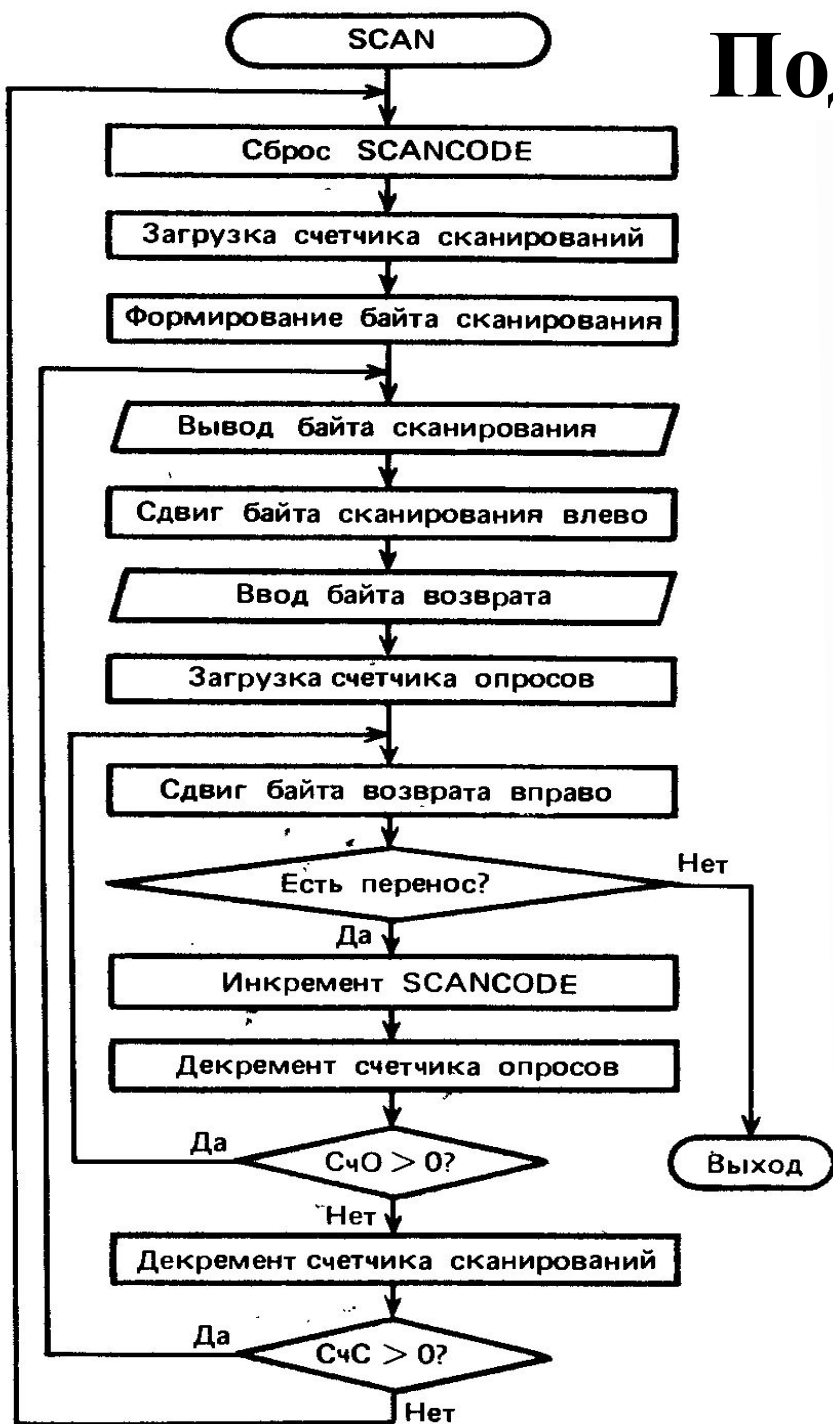 SCAN
Под
Сброс SCANCODE
Загрузка счетчика сканирований
Формирование байта сканирования
Вывод байта сканирования
Сдвиг байта сканирования влево
Ввод байта возврата
Загрузка счетчика опросов
Сдвиг байта возврата вправо
Есть перенос?
Нет
Да
Инкремент SCANCODE
Декремент счетчика опросов
Да
СчО > 0?
Выход
Нет
Декремент счетчика сканирований
Да
СчС > 0?
Нет